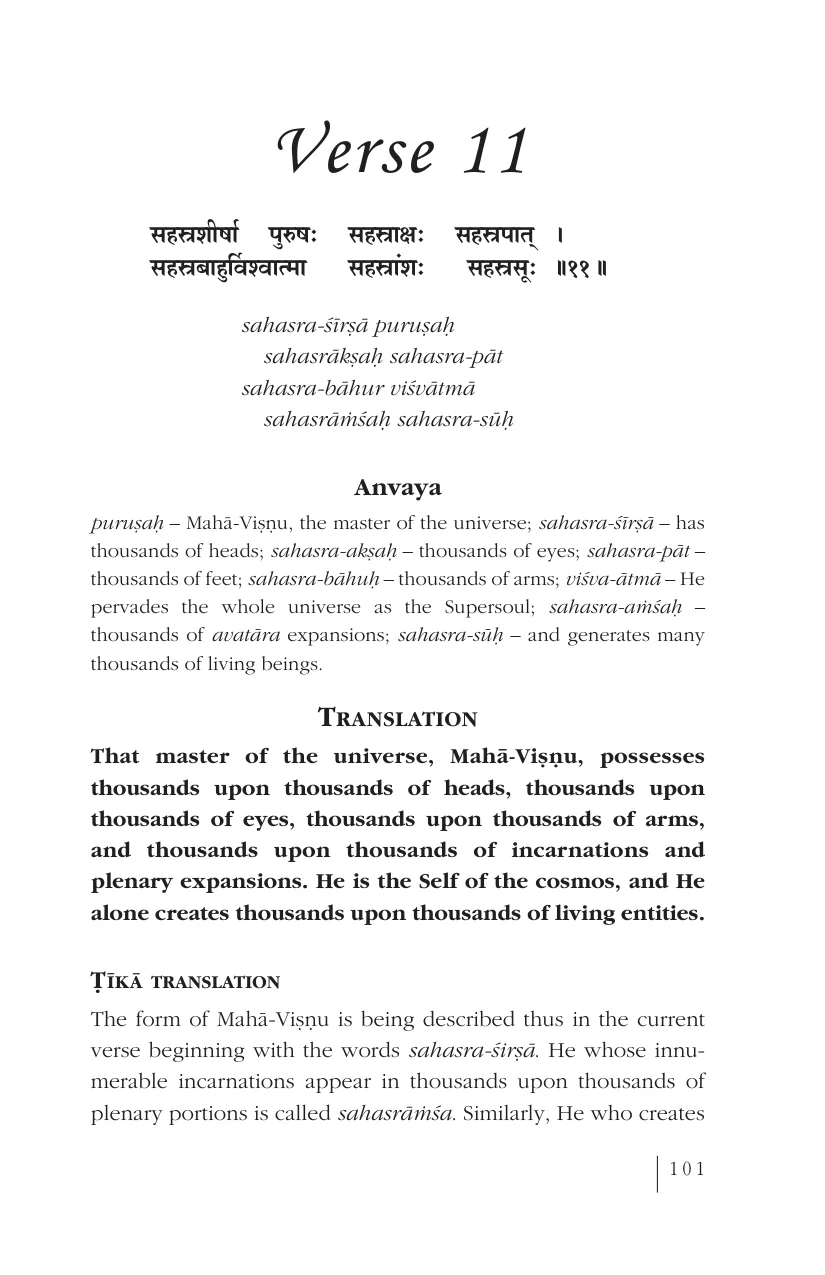 Verse 11
सहस्रशीर्षा पुरुषः सहस्राक्षः सहस्रपात् ।
सहस्रबाहुर्विश्वात्मा सहस्रांशः सहस्रसूः ॥११॥
sahasra-śīrṣā puruṣaḥ
sahasrākṣaḥ sahasra-pāt
sahasra-bāhur viśvātmā
sahasrāṁśaḥ sahasra-sūḥ
Anvaya
puruṣaḥ – Mahā-Viṣṇu, the master of the universe; sahasra-śīrṣā – has
thousands of heads; sahasra-akṣaḥ – thousands of eyes; sahasra-pāt –
thousands of feet; sahasra-bāhuḥ – thousands of arms; viśva-ātmā – He
pervades the whole universe as the Supersoul; sahasra-aṁśaḥ –
thousands of avatāra expansions; sahasra-sūḥ – and generates many
thousands of living beings.
TRANSLATION
That master of the universe, Mahā-Viṣṇu, possesses
thousands upon thousands of heads, thousands upon
thousands of eyes, thousands upon thousands of arms,
and thousands upon thousands of incarnations and
plenary expansions. He is the Self of the cosmos, and He
alone creates thousands upon thousands of living entities.
ṬĪKĀ TRANSLATION
The form of Mahā-Viṣṇu is being described thus in the current
verse beginning with the words sahasra-śirṣā. He whose innu-
merable incarnations appear in thousands upon thousands of
plenary portions is called sahasrāṁśa. Similarly, He who creates
101